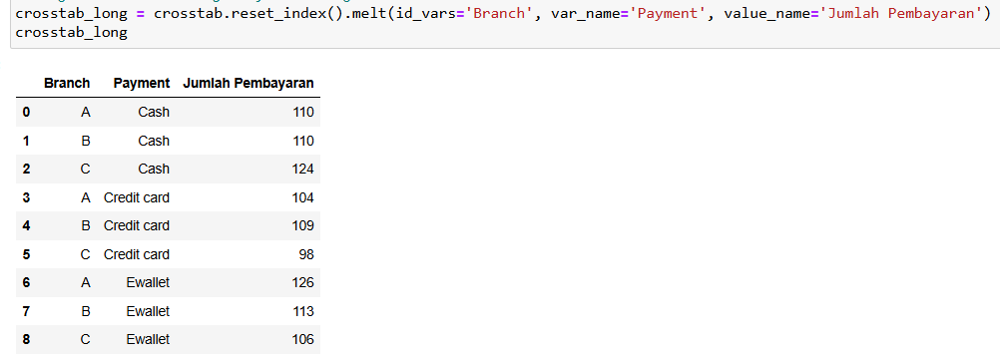 crosstab_long = crosstab.reset_index().melt(id_vars='Branch', var_name='Payment', value_name='Jumlah Pembayaran')
crosstab_long
Branch Payment Jumlah Pembayaran
0 A Cash 110
1 B Cash 110
2 C Cash 124
3 A Credit card 104
4 B Credit card 109
5 C Credit card 98
6 A Ewallet 126
7 B Ewallet 113
8 C Ewallet 106